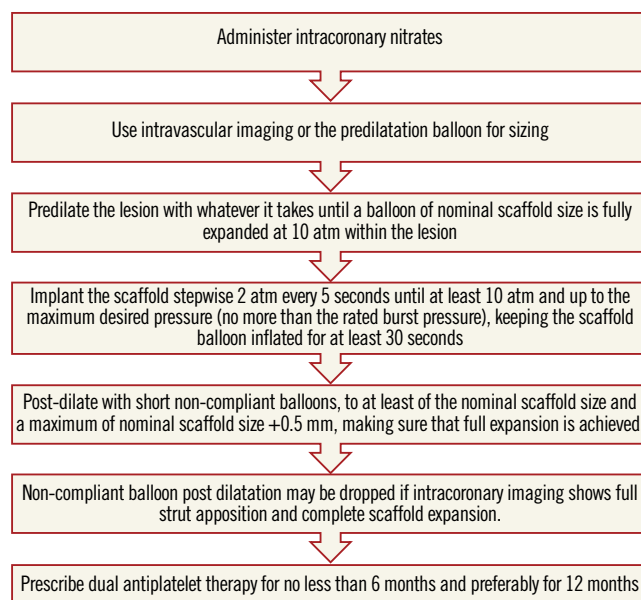 Administer intracoronary nitrates
Use intravascular imaging or the predilatation balloon for sizing
Predilate the lesion with whatever it takes until a balloon of nominal scaffold size is fully
expanded at 10 atm within the lesion
Implant the scaffold stepwise 2 atm every 5 seconds until at least 10 atm and up to the
maximum desired pressure (no more than the rated burst pressure), keeping the scaffold
balloon inflated for at least 30 seconds
Post-dilate with short non-compliant balloons, to at least of the nominal scaffold size and
a maximum of nominal scaffold size +0.5 mm, making sure that full expansion is achieved
Non-compliant balloon post dilatation may be dropped if intracoronary imaging shows full
strut apposition and complete scaffold expansion.
Prescribe dual antiplatelet therapy for no less than 6 months and preferably for 12 months